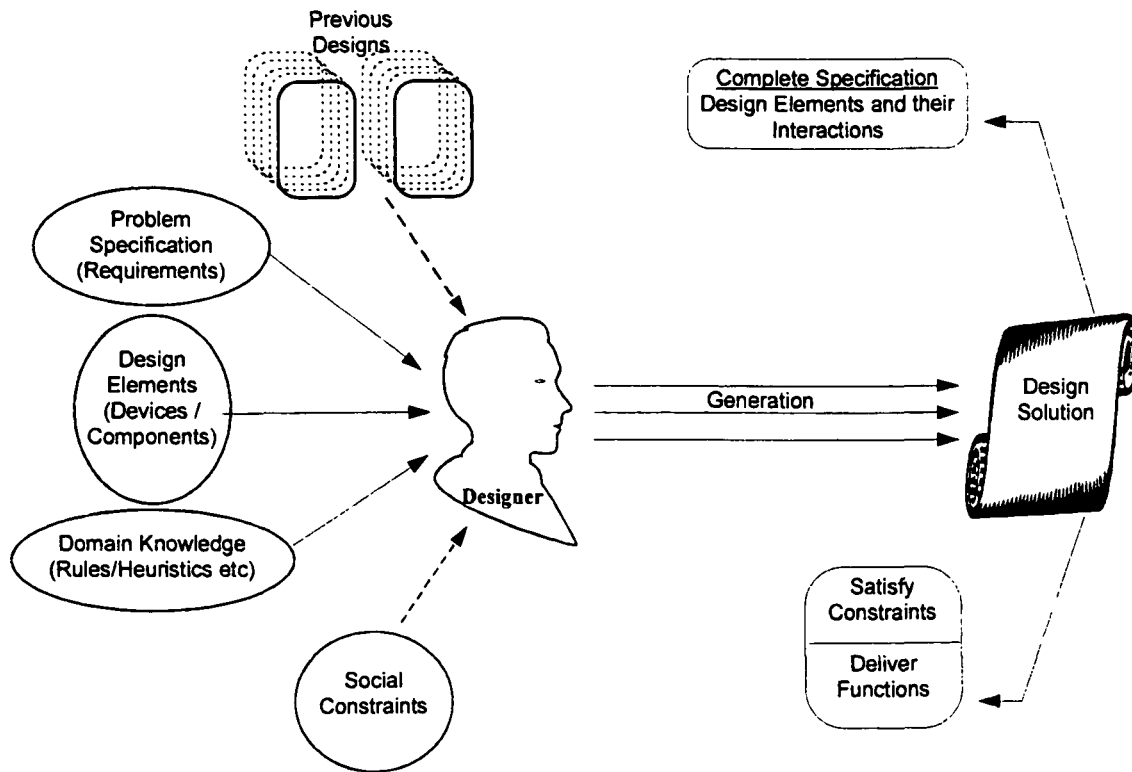 Previous
Designs
Complete Specification
Design Elements and their
Interactions
Problem
Specification
(Requirements)
Design
Elements
(Devices /
Components)
Generation
Design
Solution
Designer
Domain Knowledge
(Rules/Heuristics etc)
Satisfy
Constraints
Deliver
Functions
Social
Constraints